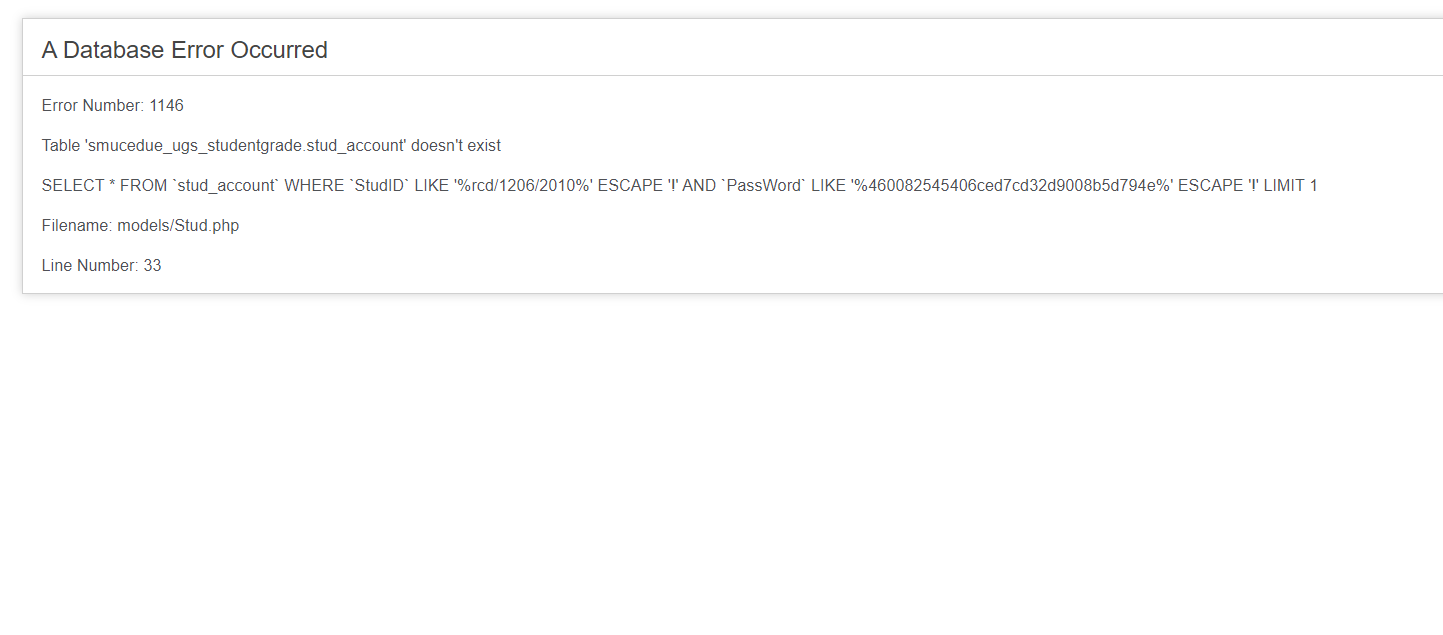 A Database Error Occurred
Error Number: 1146
Table 'smucedue_ugs_studentgrade.stud_account' doesn't exist
SELECT * FROM `stud_account` WHERE `StudID` LIKE '%rcd/1206/2010%' ESCAPE '!' AND `PassWord` LIKE '%460082545406ced7cd32d9008b5d794e%' ESCAPE '!' LIMIT 1
Filename: models/Stud.php
Line Number: 33